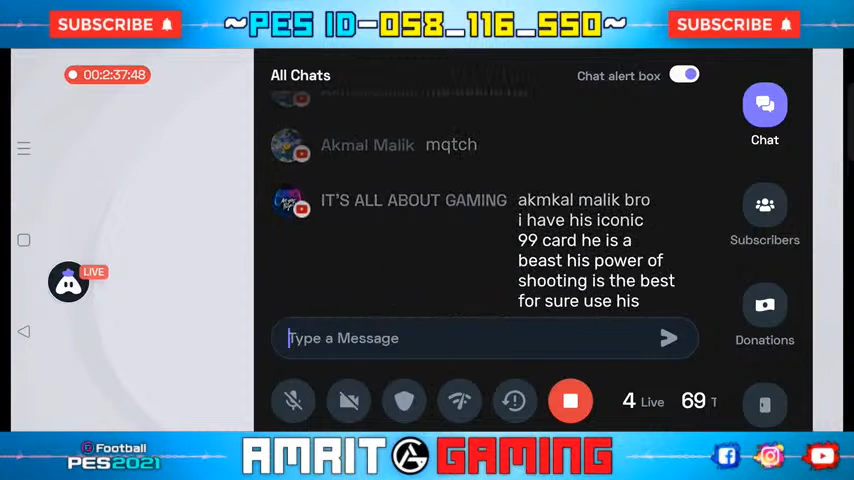 SUBSCRIBE
~PES ID-058_116_550~
SUBSCRIBE
00:2:37:48
All Chats
Chat alert box
Chat
Akmal Malik mqtch
IT'S ALL ABOUT GAMING akmkal malik bro
i have his iconic
99 card he is a
beast his power of
shooting is the best
for sure use his
Subscribers
LIVE
Type a Message
Donations
4 Live 69 T
eFootball
PES2021
AMRIT GAMING